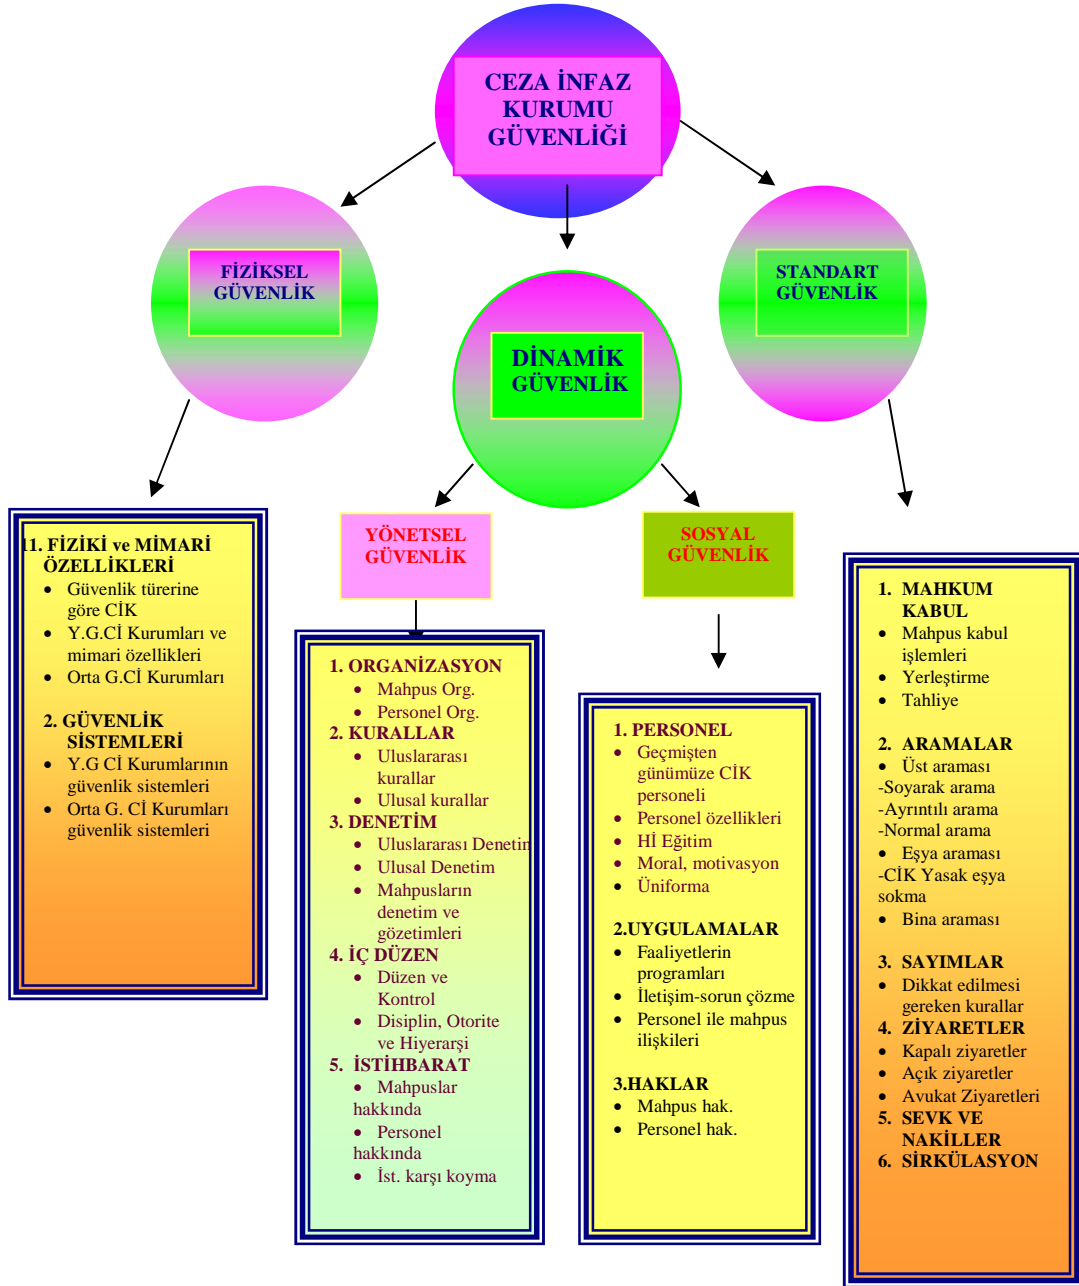 CEZA İNFAZ
KURUMU
GÜVENLİĞİ
FİZİKSEL
GÜVENLİK
DİNAMİK
GÜVENLİK
STANDART
GÜVENLİK
11. FİZİKİ ve MİMARİ
ÖZELLİKLERİ
• Güvenlik türerine
göre CİK
• Y.G.Cİ Kurumları ve
mimari özellikleri
• Orta G.Cİ Kurumları
2. GÜVENLİK
SİSTEMLERİ
• Y.G Cİ Kurumlarının
güvenlik sistemleri
• Orta G. Cİ Kurumları
güvenlik sistemleri
YÖNETSEL
GÜVENLİK
1. ORGANİZASYON
• Mahpus Org.
• Personel Org.
2. KURALLAR
• Uluslararası
kurallar
• Ulusal kurallar
3. DENETİM
• Uluslararası Denetim
• Ulusal Denetim
• Mahpusların
denetim ve
gözetimleri
4. İÇ DÜZEN
• Düzen ve
Kontrol
• Disiplin, Otorite
ve Hiyerarşi
5. İSTİHBARAT
• Mahpuslar
hakkında
• Personel
hakkında
• İst. karşı koyma
SOSYAL
GÜVENLİK
1. PERSONEL
• Geçmişten
günümüze CİK
personeli
• Personel özellikleri
• Hİ Eğitim
• Moral, motivasyon
• Üniforma
2.UYGULAMALAR
• Faaliyetlerin
programları
• İletişim-sorun çözme
• Personel ile mahpus
ilişkileri
3.HAKLAR
• Mahpus hak.
• Personel hak.
1. MAHKUM
KABUL
• Mahpus kabul
işlemleri
• Yerleştirme
• Tahliye
2. ARAMALAR
• Üst araması
-Soyarak arama
-Ayrıntılı arama
-Normal arama
• Eşya araması
-CİK Yasak eşya
sokma
• Bina araması
3. SAYIMLAR
• Dikkat edilmesi
gereken kurallar
4. ZİYARETLER
• Kapalı ziyaretler
• Açık ziyaretler
• Avukat Ziyaretleri
5. SEVK VE
NAKİLLER
6. SİRKÜLASYON